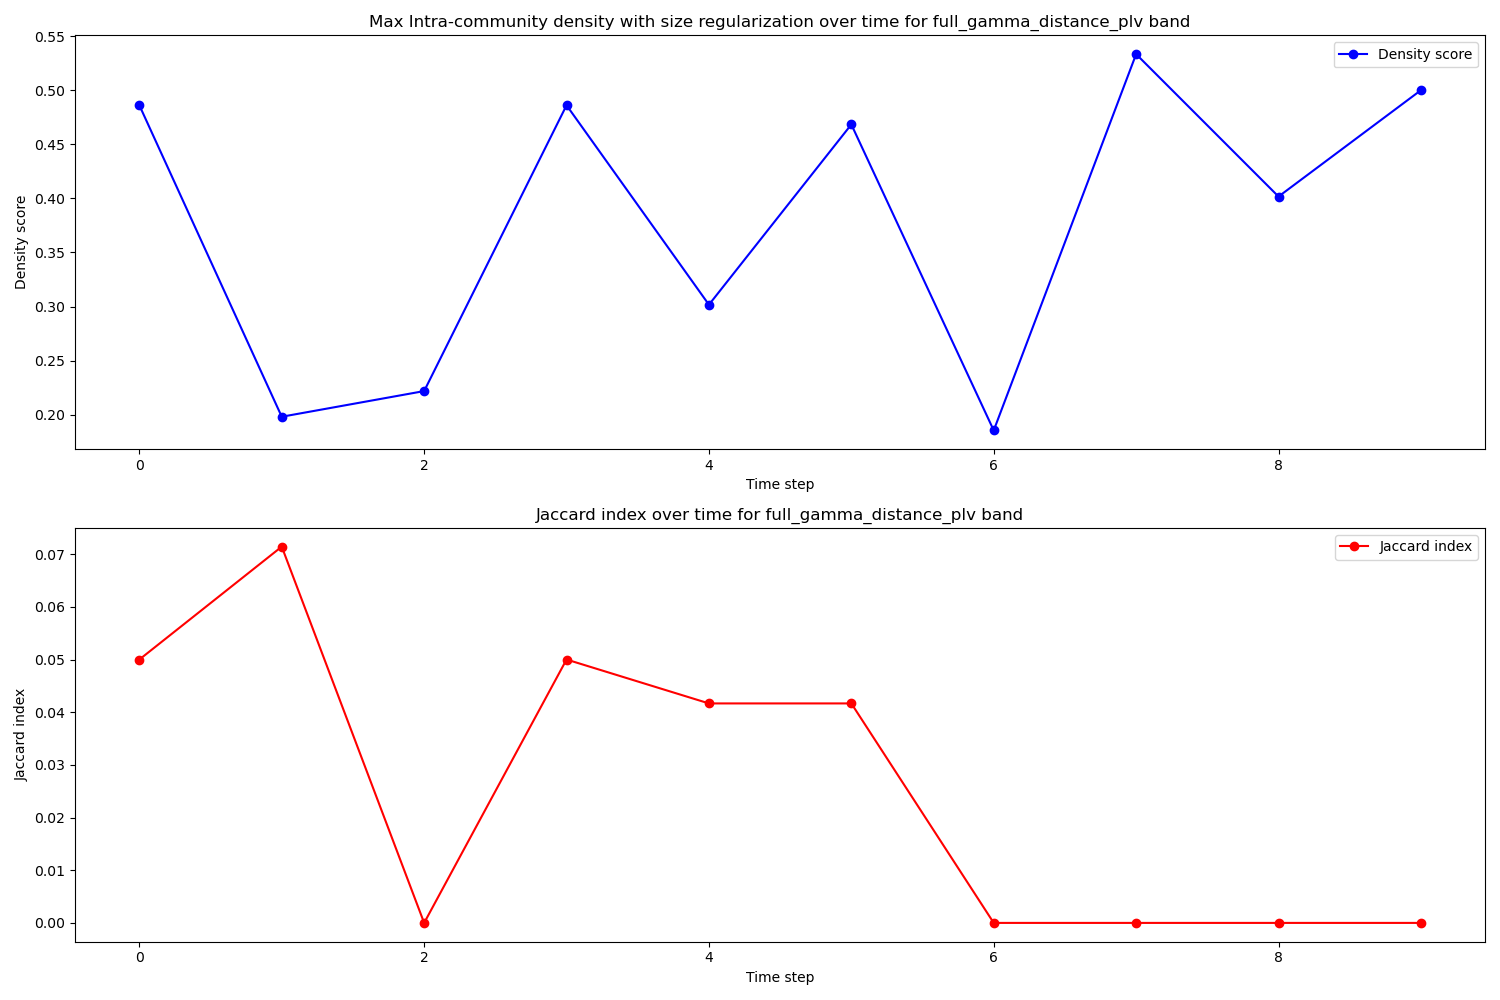 Max Intra-community density with size regularization over time for full_gamma_distance_plv band
Density score
0.55
0.50
0.45
0.40
0.35
0.30
0.25
0.20
Density score
0 2 4 6 8
Time step
Jaccard index over time for full_gamma_distance_plv band
Jaccard index
0.07
0.06
0.05
0.04
0.03
0.02
0.01
0.00
Jaccard index
0 2 4 6 8
Time step